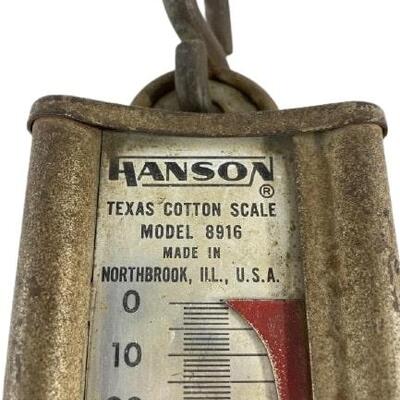 HANSON ®
TEXAS COTTON SCALE
MODEL 8916
MADE IN
NORTHBROOK, ILL., U.S.A.
0
10